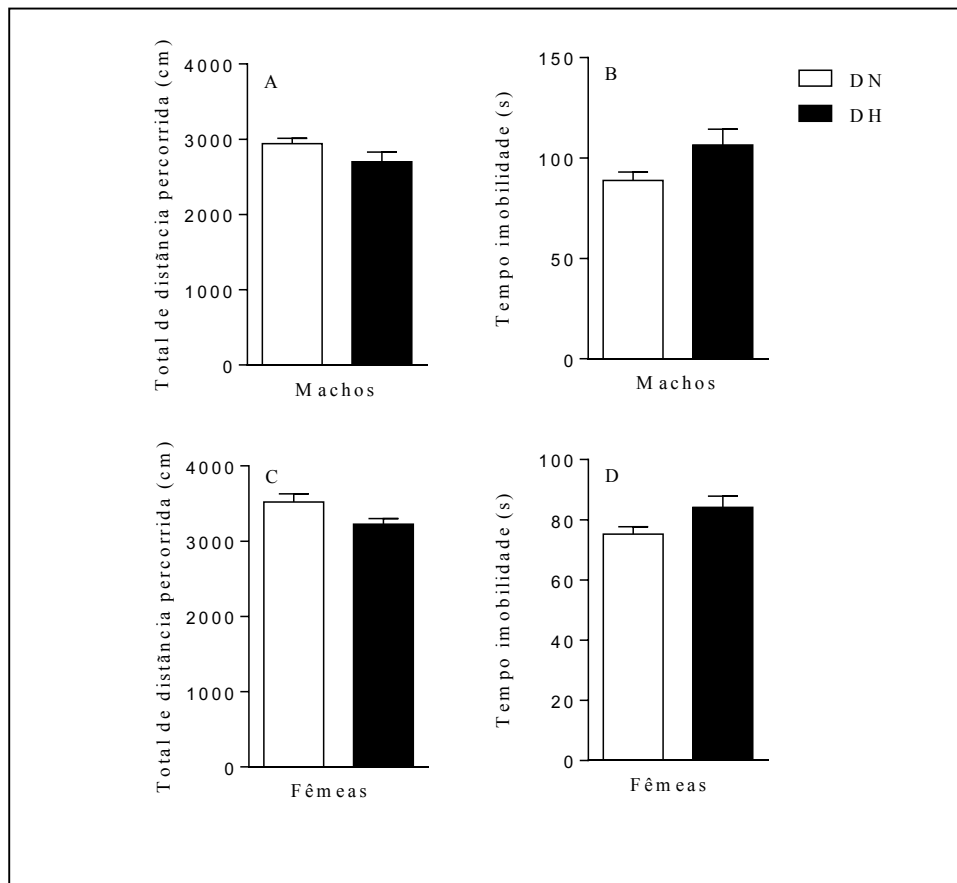 Total de distância percorrida (cm)
4000
3000
2000
1000
0
A
Machos
Tempo imobilidade (s)
150
100
50
0
B
Machos
DN
DH
Total de distância percorrida (cm)
4000
3000
2000
1000
0
C
Fêmeas
Tempo imobilidade (s)
100
80
60
40
20
0
D
Fêmeas